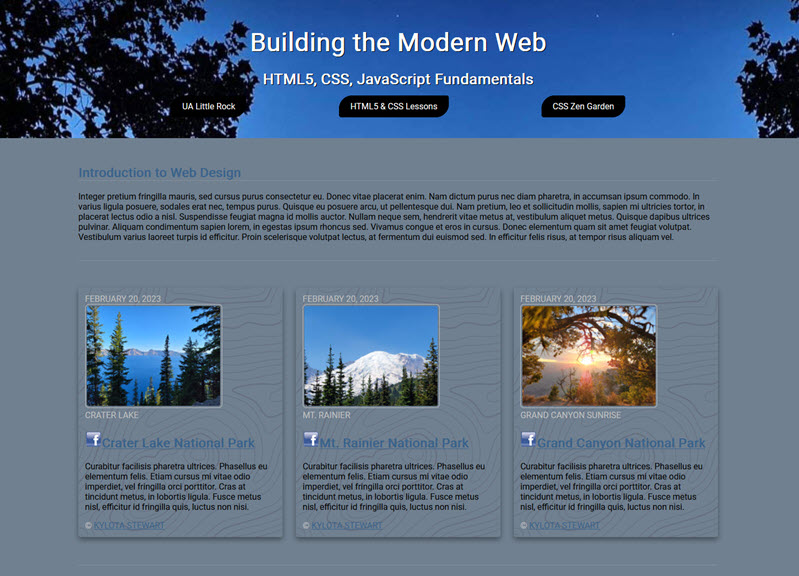 Building the Modern Web
HTML5, CSS, JavaScript Fundamentals
UA Little Rock
HTML5 & CSS Lessons
CSS Zen Garden
Introduction to Web Design
Integer pretium fringilla mauris, sed cursus purus consectetur eu. Donec vitae placerat enim. Nam dictum purus nec diam pharetra, in accumsan ipsum commodo. In
varius ligula posuere, sodales erat nec, tempus purus. Quisque eu posuere arcu, ut pellentesque dui. Nam pretium, leo et sollicitudin mollis, sapien mi ultricies tortor, in
placerat lectus odio a nisl. Suspendisse feugiat magna id mollis auctor. Nullam neque sem, hendrerit vitae metus at, vestibulum aliquet metus. Quisque dapibus ultrices
pulvinar. Aliquam condimentum sapien lorem, in egestas ipsum rhoncus sed. Vivamus congue et eros in cursus. Donec elementum quam sit amet feugiat volutpat.
Vestibulum varius laoreet turpis id efficitur. Proin scelerisque volutpat lectus, at fermentum dui euismod sed. In efficitur felis risus, at tempor risus aliquam vel.
FEBRUARY 20, 2023
CRATER LAKE
f Crater Lake National Park
Curabitur facilisis pharetra ultrices. Phasellus eu
elementum felis. Etiam cursus mi vitae odio
imperdiet, vel fringilla orci porttitor. Cras at
tincidunt metus, in lobortis ligula. Fusce metus
nisl, efficitur id fringilla quis, luctus non nisi.
© KYLOTA STEWART
FEBRUARY 20, 2023
MT. RAINIER
f Mt. Rainier National Park
Curabitur facilisis pharetra ultrices. Phasellus eu
elementum felis. Etiam cursus mi vitae odio
imperdiet, vel fringilla orci porttitor. Cras at
tincidunt metus, in lobortis ligula. Fusce metus
nisl, efficitur id fringilla quis, luctus non nisi.
© KYLOTA STEWART
FEBRUARY 20, 2023
GRAND CANYON SUNRISE
f Grand Canyon National Park
Curabitur facilisis pharetra ultrices. Phasellus eu
elementum felis. Etiam cursus mi vitae odio
imperdiet, vel fringilla orci porttitor. Cras at
tincidunt metus, in lobortis ligula. Fusce metus
nisl, efficitur id fringilla quis, luctus non nisi.
© KYLOTA STEWART